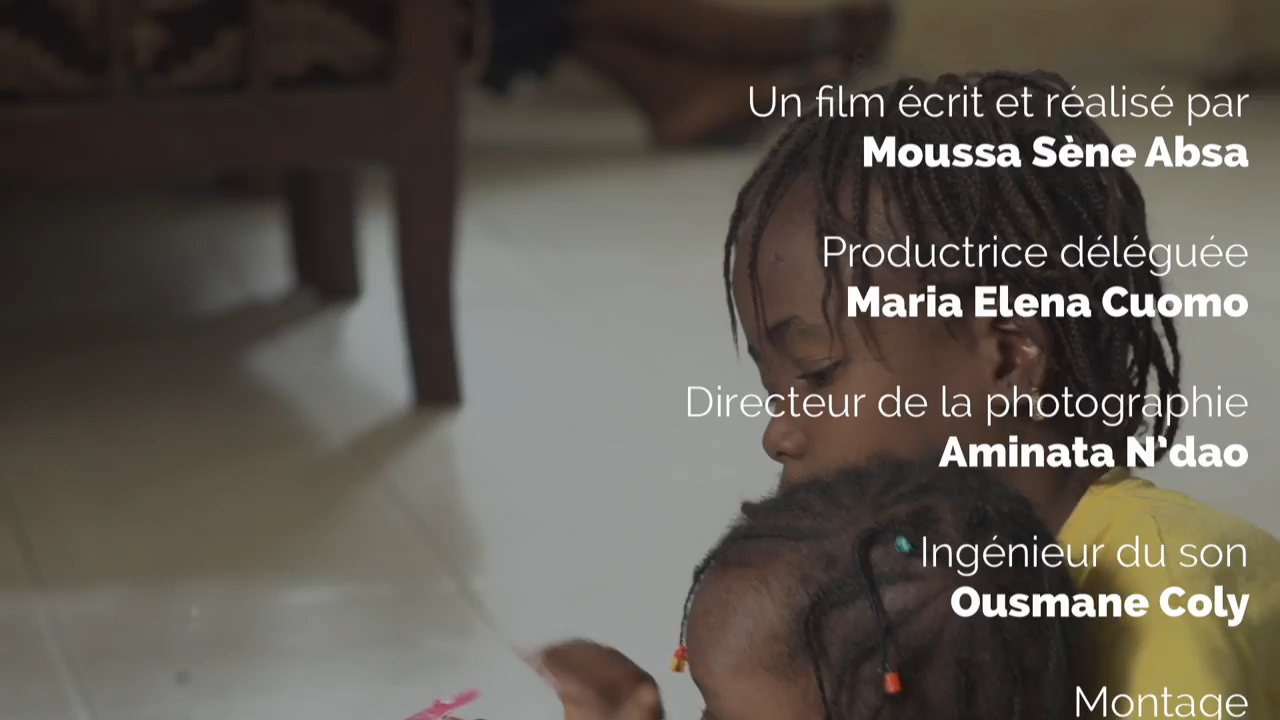 Un film écrit et réalisé par
Moussa Sène Absa
Productrice déléguée
Maria Elena Cuomo
Directeur de la photographie
Aminata N'dao
Ingénieur du son
Ousmane Coly
Montage